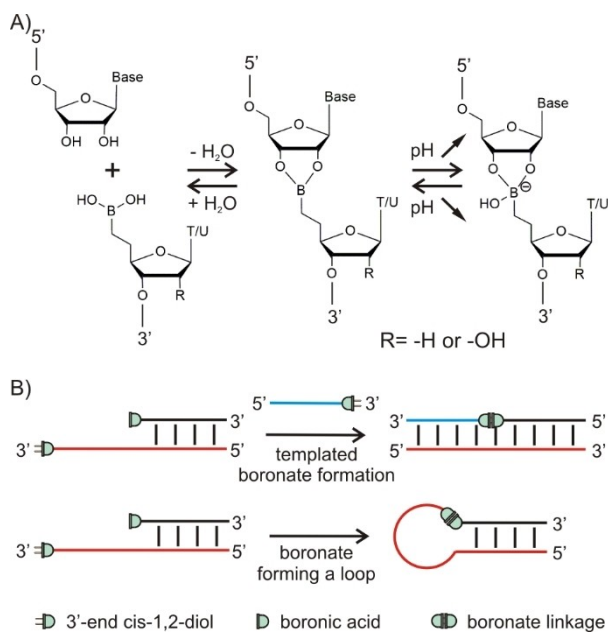 A)
5'
O
Base
O
OH OH
+
HO OH
B
T/U
O
O R
3'
- H2O
+ H2O
5'
O
Base
O
O O
B
T/U
O
O R
3'
pH
pH
5'
O
Base
O
O O
B ⊖
HO
T/U
O
O R
3'
R= -H or -OH
B)
5' 3'
3'
3' 5'
templated
boronate formation
3' 5'
5' 3'
3'
3' 5'
boronate
forming a loop
3'
5'
3'-end cis-1,2-diol boronic acid boronate linkage